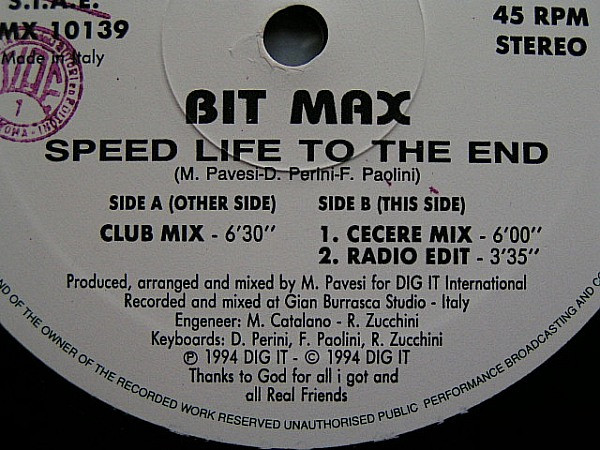 S.I.A.E.
MX 10139
Made in Italy
45 RPM
STEREO
BIT MAX
SPEED LIFE TO THE END
(M. Pavesi-D. Perini-F. Paolini)
SIDE A (OTHER SIDE)
CLUB MIX - 6'30"
SIDE B (THIS SIDE)
1. CECERE MIX - 6'00"
2. RADIO EDIT - 3'35"
Produced, arranged and mixed by M. Pavesi for DIG IT International
Recorded and mixed at Gian Burrasca Studio - Italy
Engeneer: M. Catalano - R. Zucchini
Keyboards: D. Perini, F. Paolini, R. Zucchini
℗ 1994 DIG IT - © 1994 DIG IT
Thanks to God for all i got and
all Real Friends
AND OF THE OWNER OF THE RECORDED WORK RESERVED UNAUTHORISED PUBLIC PERFORMANCE BROADCASTING AND